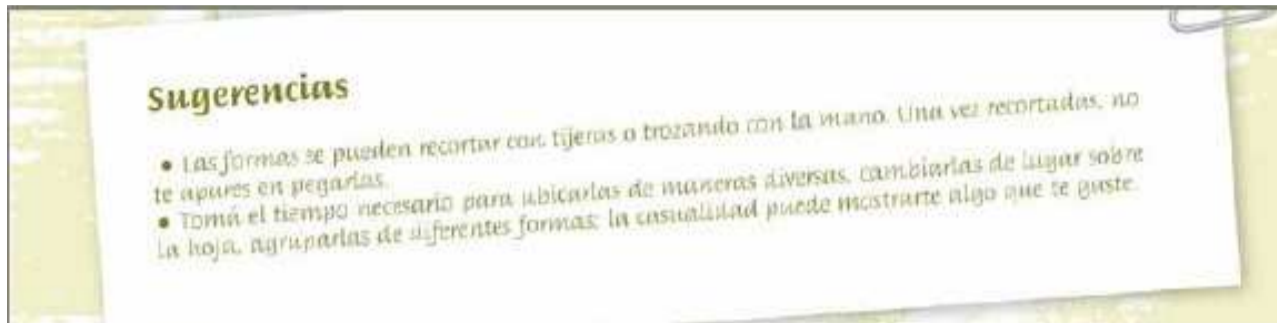 Sugerencias
• Las formas se pueden recortar con tijeras o trozando con la mano. Una vez recortadas, no
te apures en pegarlas.
• Tomá el tiempo necesario para ubicarlas de maneras diversas, cambiarlas de lugar sobre
la hoja, agruparlas de diferentes formas; la casualidad puede mostrarte algo que te guste.